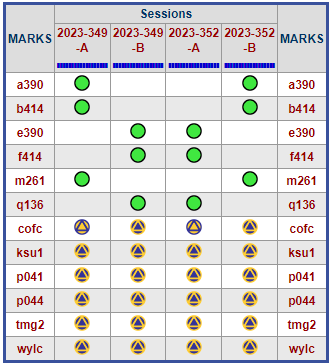 Sessions
MARKS 2023-349 2023-349 2023-352 2023-352 MARKS
-A -B -A -B
a390 a390
b414 b414
e390 e390
f414 f414
m261 m261
q136 q136
cofc cofc
ksu1 ksu1
p041 p041
p044 p044
tmg2 tmg2
wylc wylc